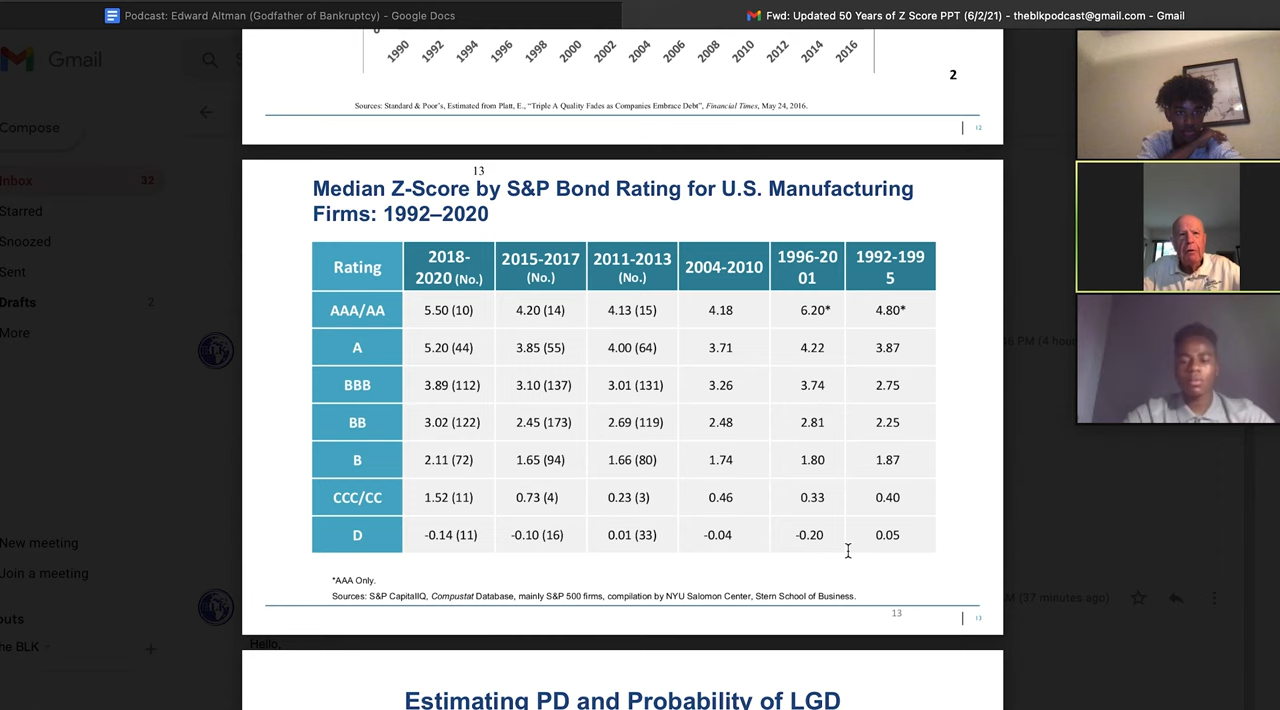 Podcast: Edward Altman (Godfather of Bankruptcy) - Google Docs
Fwd: Updated 50 Years of Z Score PPT (6/2/21) - theblkpodcast@gmail.com - Gmail
Gmail
Compose
Inbox 32
Starred
Snoozed
Sent
Drafts 2
More
New meeting
Join a meeting
outs
he BLK
0
1990 1992 1994 1996 1998 2000 2002 2004 2006 2008 2010 2012 2014 2016
2
Sources: Standard & Poor's, Estimated from Platt, E., "Triple A Quality Fades as Companies Embrace Debt", Financial Times, May 24, 2016.
12
13
Median Z-Score by S&P Bond Rating for U.S. Manufacturing
Firms: 1992–2020
Rating 2018-2020 (No.) 2015-2017 (No.) 2011-2013 (No.) 2004-2010 1996-2001 1992-1995
AAA/AA 5.50 (10) 4.20 (14) 4.13 (15) 4.18 6.20* 4.80*
A 5.20 (44) 3.85 (55) 4.00 (64) 3.71 4.22 3.87
BBB 3.89 (112) 3.10 (137) 3.01 (131) 3.26 3.74 2.75
BB 3.02 (122) 2.45 (173) 2.69 (119) 2.48 2.81 2.25
B 2.11 (72) 1.65 (94) 1.66 (80) 1.74 1.80 1.87
CCC/CC 1.52 (11) 0.73 (4) 0.23 (3) 0.46 0.33 0.40
D -0.14 (11) -0.10 (16) 0.01 (33) -0.04 -0.20 0.05
*AAA Only.
Sources: S&P CapitalIQ, Compustat Database, mainly S&P 500 firms, compilation by NYU Salomon Center, Stern School of Business.
13
13
PM (4 hour
(37 minutes ago)
Hello,
Estimating PD and Probability of LGD